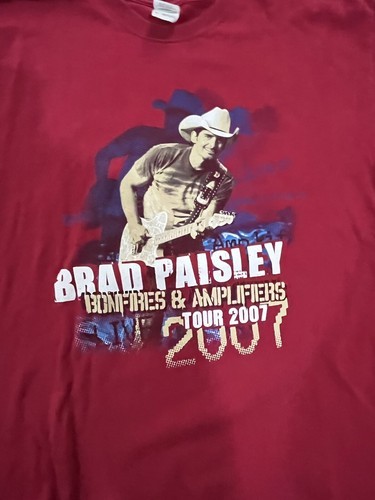 BRAD PAISLEY
BONFIRES & AMPLIFIERS
TOUR 2007
2007